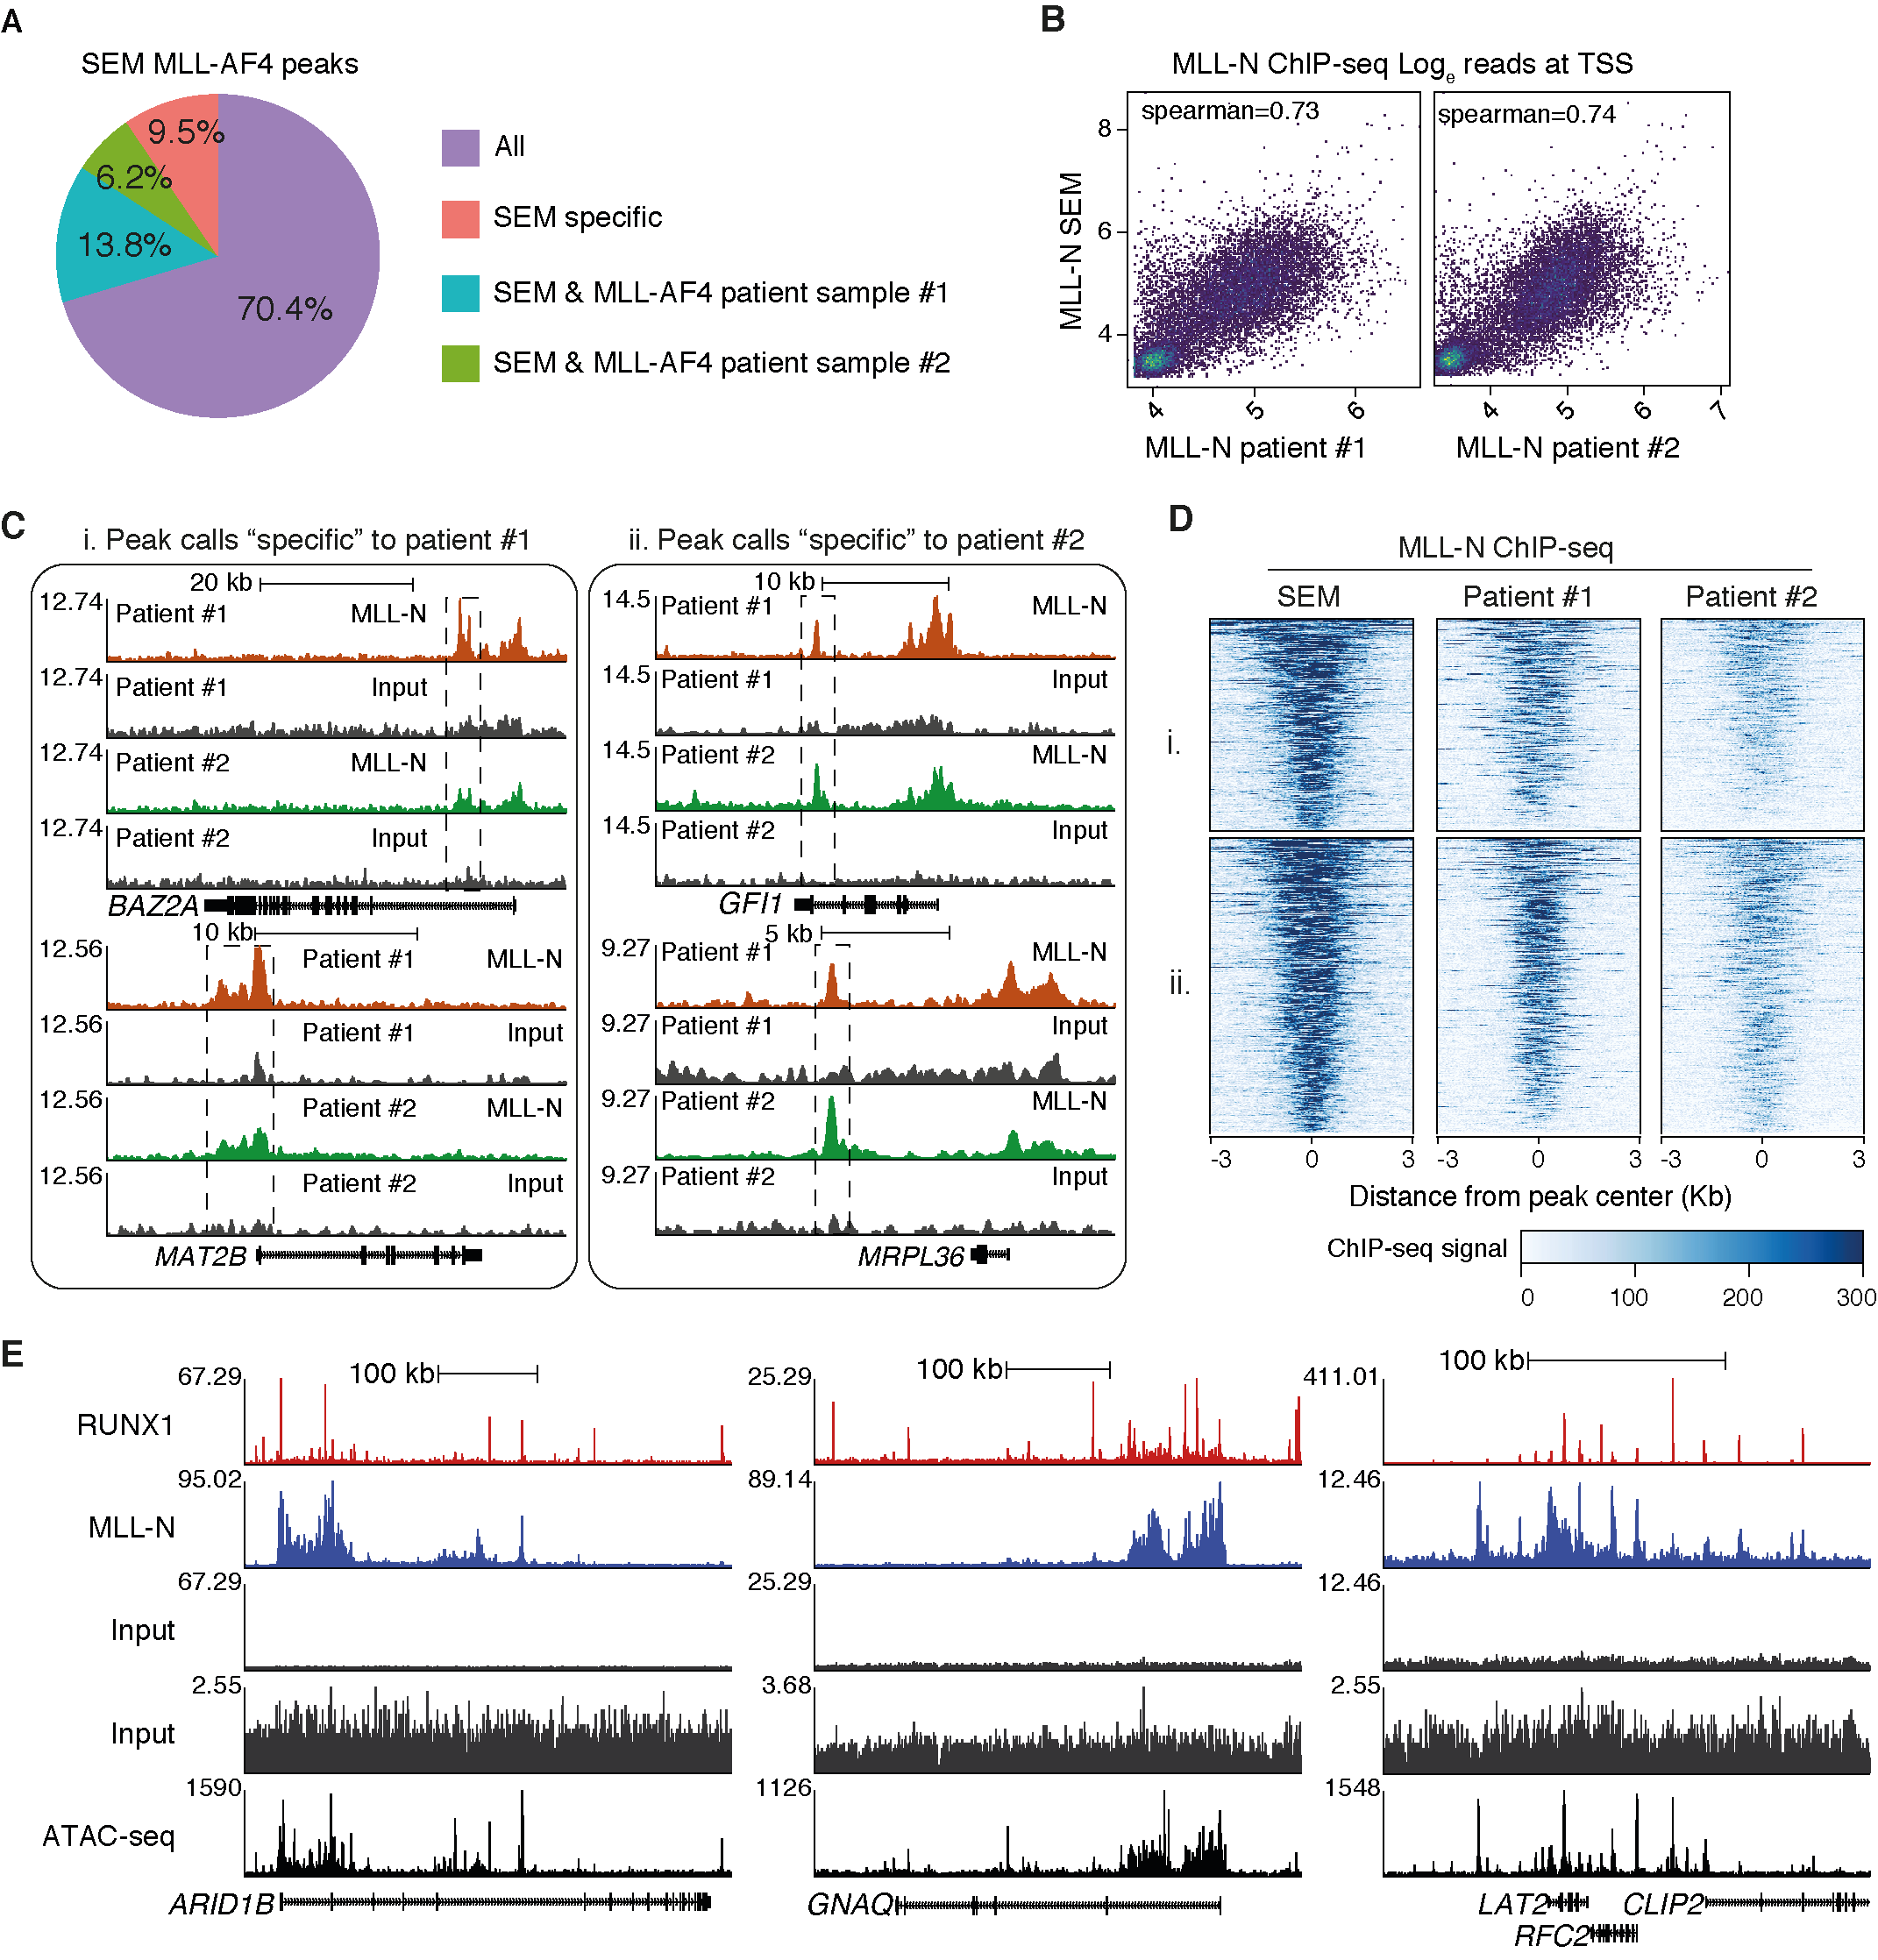 A
SEM MLL-AF4 peaks
9.5%
6.2%
13.8%
70.4%
All
SEM specific
SEM & MLL-AF4 patient sample #1
SEM & MLL-AF4 patient sample #2
B
MLL-N ChIP-seq Loge reads at TSS
spearman=0.73
spearman=0.74
8
6
4
MLL-N SEM
4 5 6
4 5 6 7
MLL-N patient #1
MLL-N patient #2
C
i. Peak calls “specific” to patient #1
20 kb
12.74 Patient #1 MLL-N
12.74 Patient #1 Input
12.74 Patient #2 MLL-N
12.74 Patient #2 Input
BAZ2A
10 kb
12.56 Patient #1 MLL-N
12.56 Patient #1 Input
12.56 Patient #2 MLL-N
12.56 Patient #2 Input
MAT2B
ii. Peak calls “specific” to patient #2
10 kb
14.5 Patient #1 MLL-N
14.5 Patient #1 Input
14.5 Patient #2 MLL-N
14.5 Patient #2 Input
GFI1
5 kb
9.27 Patient #1 MLL-N
9.27 Patient #1 Input
9.27 Patient #2 MLL-N
9.27 Patient #2 Input
MRPL36
D
MLL-N ChIP-seq
SEM Patient #1 Patient #2
i.
ii.
-3 0 3 -3 0 3 -3 0 3
Distance from peak center (Kb)
ChIP-seq signal
0 100 200 300
E
100 kb 100 kb 100 kb
RUNX1 67.29 25.29 411.01
MLL-N 95.02 89.14 12.46
Input 67.29 25.29 12.46
Input 2.55 3.68 2.55
ATAC-seq 1590 1126 1548
ARID1B GNAQ LAT2 CLIP2
RFC2